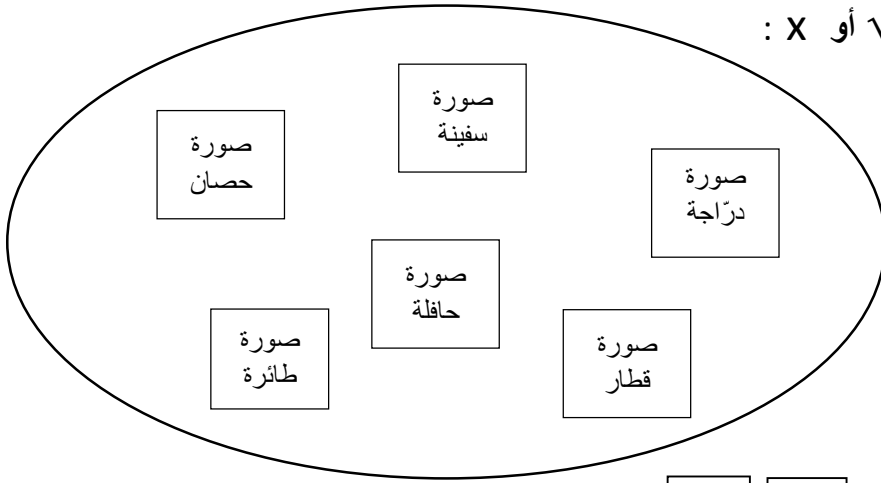 أو X :
صورة
سفينة
صورة
حصان
صورة
درّاجة
صورة
حافلة
صورة
طائرة
صورة
قطار